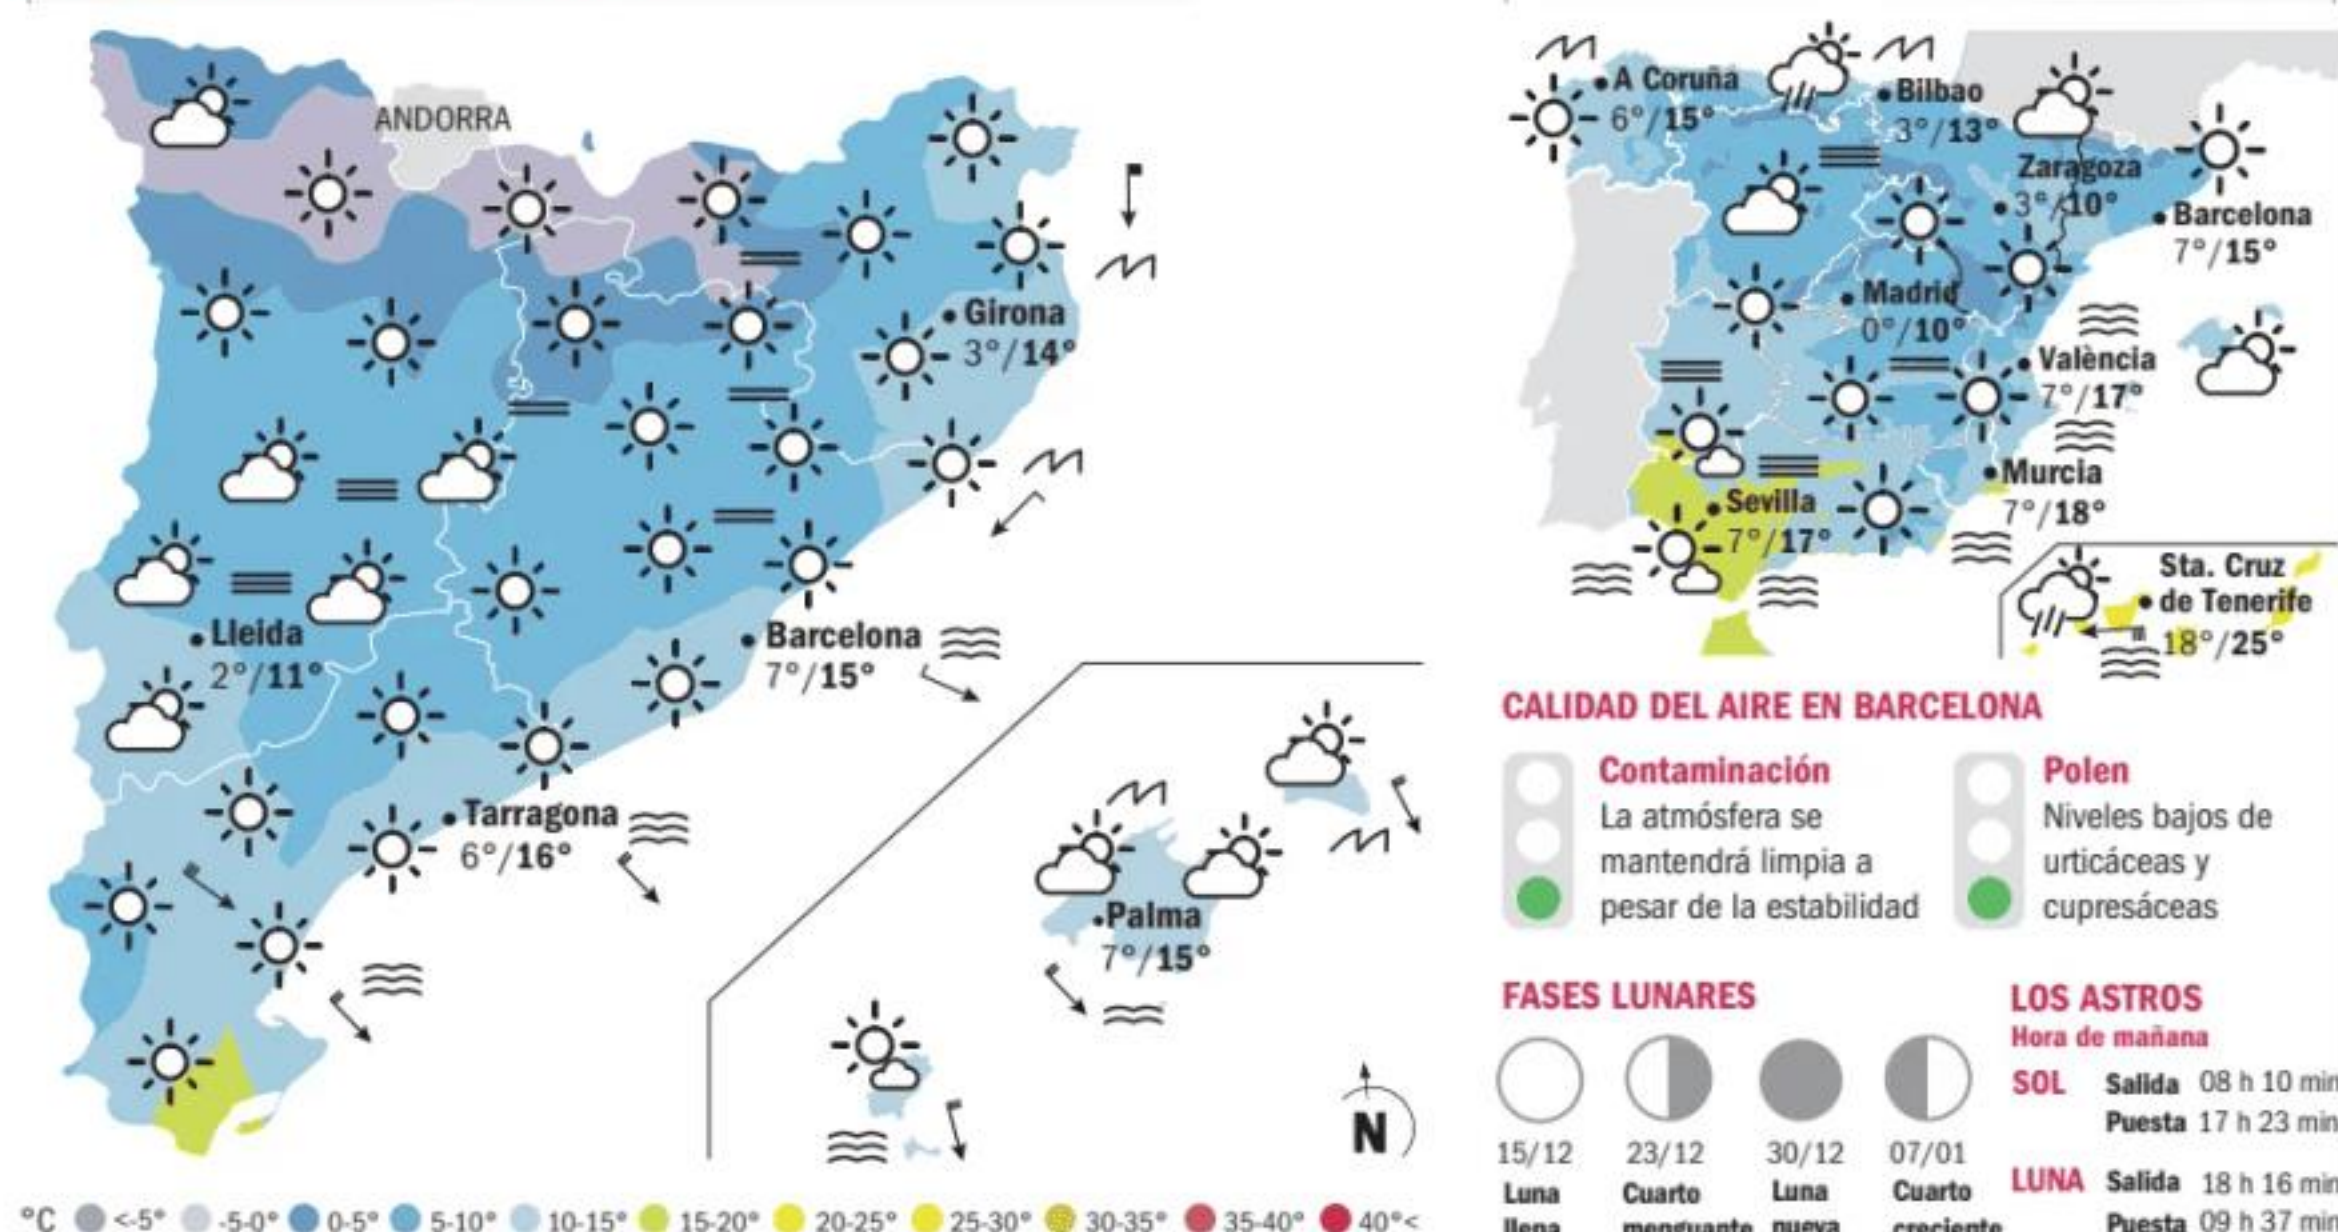 ANDORRA
Girona
3°/14°
Lleida
2°/11°
Barcelona
7°/15°
Tarragona
6°/16°
Palma
7°/15°
N
°C <-5° -5-0° 0-5° 5-10° 10-15° 15-20° 20-25° 25-30° 30-35° 35-40° 40°<
A Coruña
6°/15°
Bilbao
3°/13°
Zaragoza
3°/10°
Barcelona
7°/15°
Madrid
0°/10°
València
7°/17°
Murcia
7°/18°
Sevilla
7°/17°
Sta. Cruz
de Tenerife
18°/25°
CALIDAD DEL AIRE EN BARCELONA
Contaminación
La atmósfera se
mantendrá limpia a
pesar de la estabilidad
Polen
Niveles bajos de
urticáceas y
cupresáceas
FASES LUNARES
15/12
Luna
llena
23/12
Cuarto
menguante
30/12
Luna
nueva
07/01
Cuarto
creciente
LOS ASTROS
Hora de mañana
SOL Salida 08 h 10 min
Puesta 17 h 23 min
LUNA Salida 18 h 16 min
Puesta 09 h 37 min